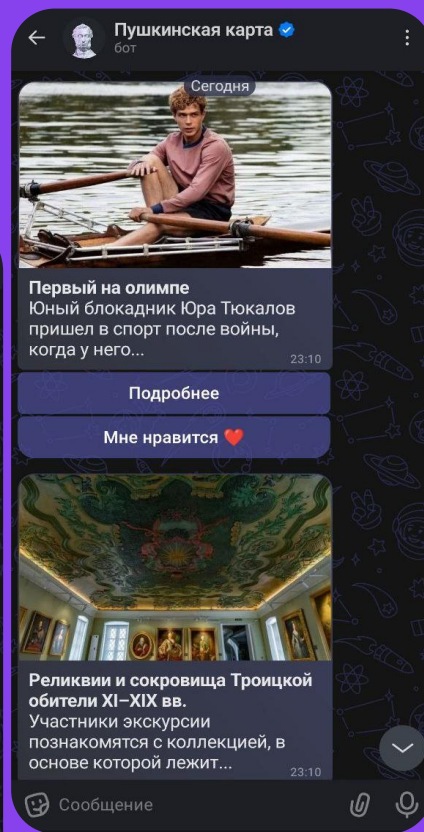 Пушкинская карта
бот
Сегодня
Первый на олимпе
Юный блокадник Юра Тюкалов
пришел в спорт после войны,
когда у него...
23:10
Подробнее
Мне нравится ❤️
Реликвии и сокровища Троицкой
обители XI–XIX вв.
Участники экскурсии
познакомятся с коллекцией, в
основе которой лежит...
23:10
Сообщение